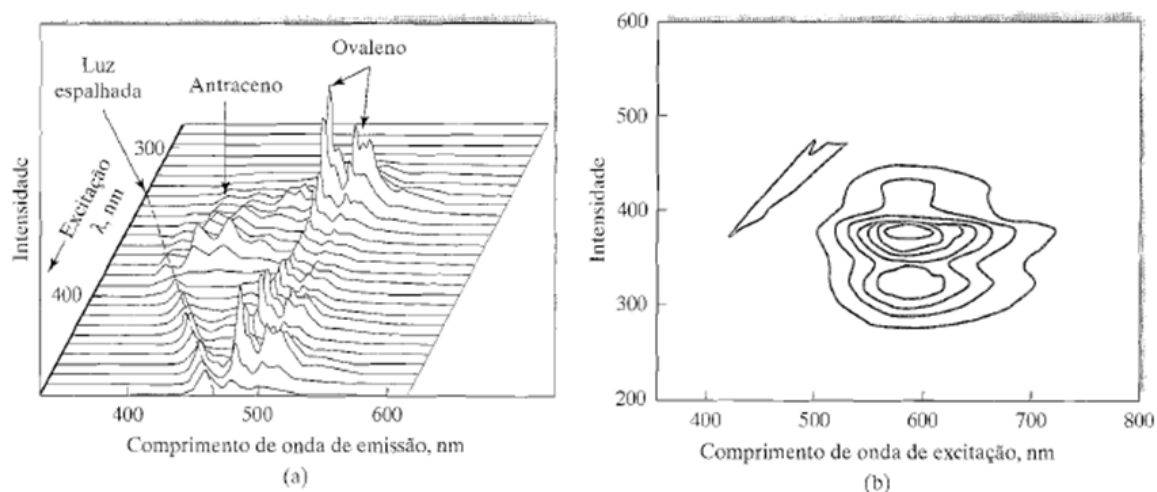 Luz
espalhada
Antraceno
Ovaleno
300
Excitação
λ, nm
400
Intensidade
400
500
600
Comprimento de onda de emissão, nm
(a)
600
500
400
300
200
Intensidade
400
500
600
700
800
Comprimento de onda de excitação, nm
(b)